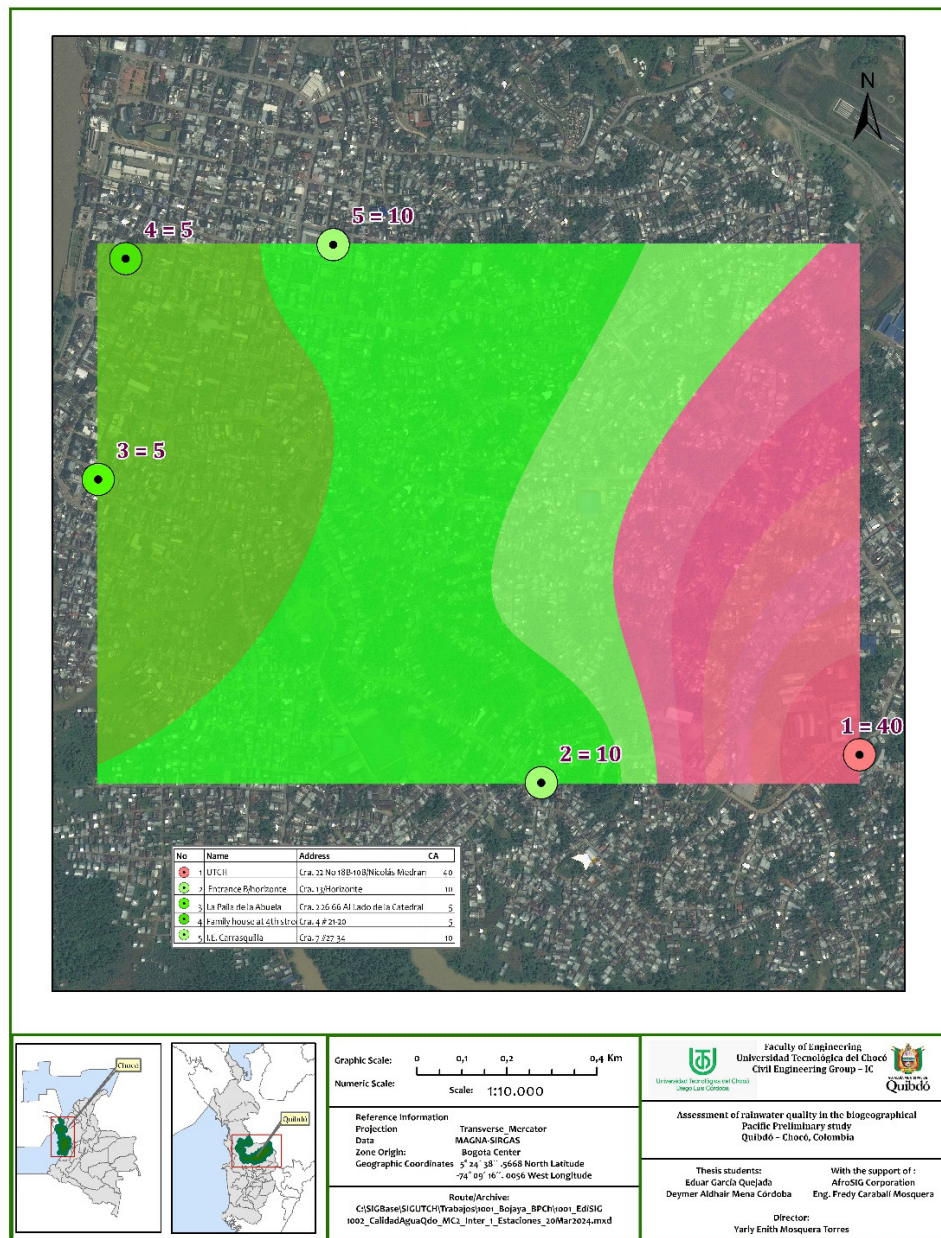 N
4 = 5
5 = 10
3 = 5
1 = 40
2 = 10
No Name Address CA
1 UTCH Cra. 22 No 18B-10B/Nicolás Medran 40
2 Entrance B/horizonte Cra. 13/Horizonte 10
3 La Paila de la Abuela Cra. 2 26 66 Al Lado de la Catedral 5
4 Family house at 4th stre Cra. 4 # 21-20 5
5 I.E. Carrasquilla Cra. 7 #27 34 10
Chocó
Quibdó
Graphic Scale: 0 0,1 0,2 0,4 Km
Numeric Scale: Scale: 1:10.000
Reference Information
Projection Transverse_Mercator
Data MAGNA-SIRGAS
Zone Origin: Bogota Center
Geographic Coordinates 5° 24' 38'' .5668 North Latitude
-74° 09' 16''. 0056 West Longitude
Route/Archive:
C:\SIGBase\SIGUTCH\Trabajos\1001_Bojaya_BPCh\1001_EdiSIG
1002_CalidadAguaQdo_MC2_Inter_1_Estaciones_20Mar2024.mxd
Universidad Tecnológica del Chocó
Diego Luis Córdoba
Faculty of Engineering
Universidad Tecnológica del Chocó
Civil Engineering Group – IC
Quibdó
Assessment of rainwater quality in the biogeographical
Pacific Preliminary study
Quibdó – Chocó, Colombia
Thesis students:
Eduar García Quejada
Deymer Aldhair Mena Córdoba
With the support of :
AfroSIG Corporation
Eng. Fredy Carabalí Mosquera
Director:
Yarly Enith Mosquera Torres